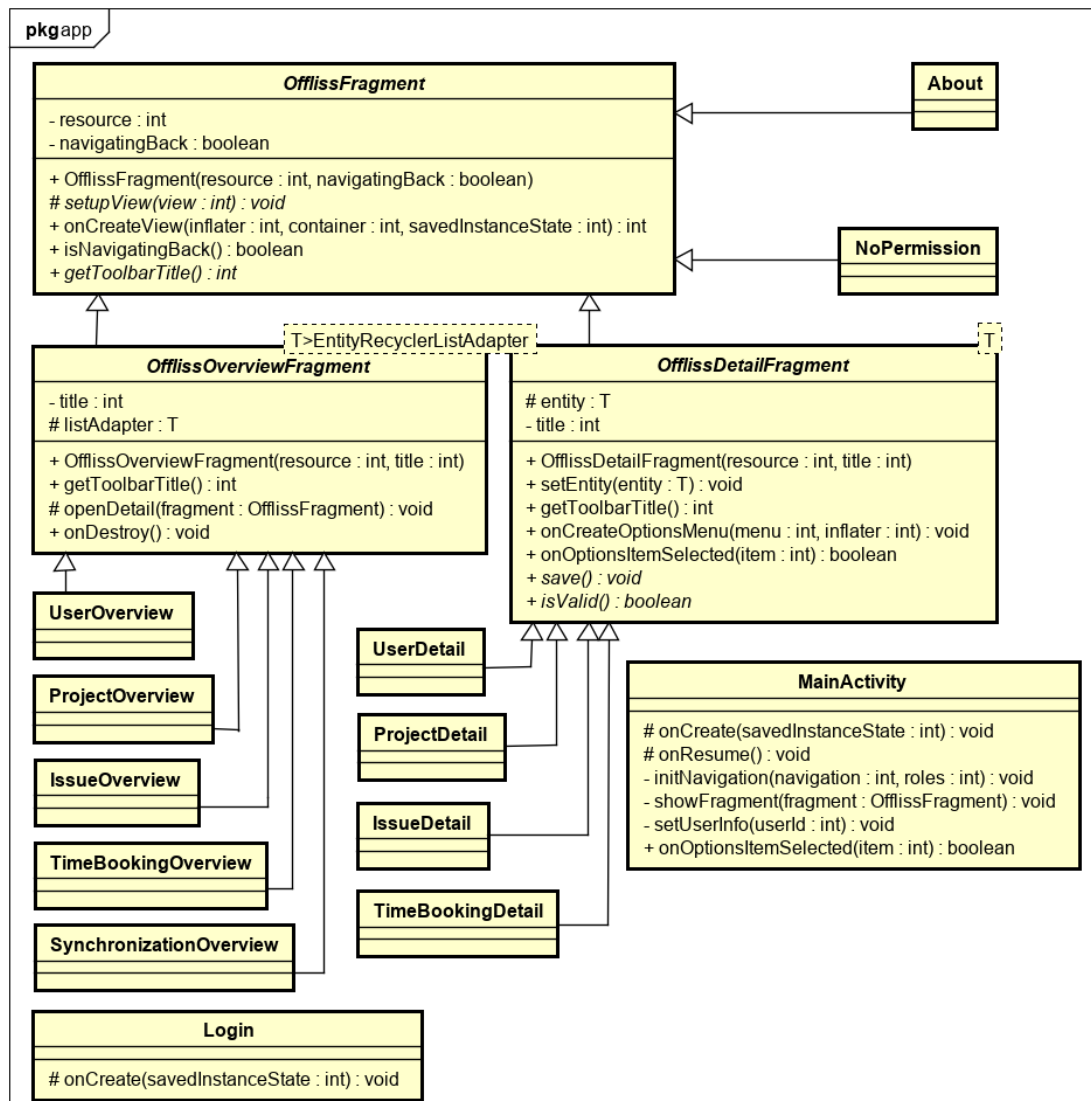 pkg app
OfflissFragment
- resource : int
- navigatingBack : boolean
+ OfflissFragment(resource : int, navigatingBack : boolean)
# setupView(view : int) : void
+ onCreateView(inflater : int, container : int, savedInstanceState : int) : int
+ isNavigatingBack() : boolean
+ getToolbarTitle() : int
About
NoPermission
T>EntityRecyclerListAdapter
OfflissOverviewFragment
- title : int
# listAdapter : T
+ OfflissOverviewFragment(resource : int, title : int)
+ getToolbarTitle() : int
# openDetail(fragment : OfflissFragment) : void
+ onDestroy() : void
T
OfflissDetailFragment
# entity : T
- title : int
+ OfflissDetailFragment(resource : int, title : int)
+ setEntity(entity : T) : void
+ getToolbarTitle() : int
+ onCreateOptionsMenu(menu : int, inflater : int) : void
+ onOptionsItemSelected(item : int) : boolean
+ save() : void
+ isValid() : boolean
UserOverview
ProjectOverview
IssueOverview
TimeBookingOverview
SynchronizationOverview
UserDetail
ProjectDetail
IssueDetail
TimeBookingDetail
MainActivity
# onCreate(savedInstanceState : int) : void
# onResume() : void
- initNavigation(navigation : int, roles : int) : void
- showFragment(fragment : OfflissFragment) : void
- setUserInfo(userId : int) : void
+ onOptionsItemSelected(item : int) : boolean
Login
# onCreate(savedInstanceState : int) : void